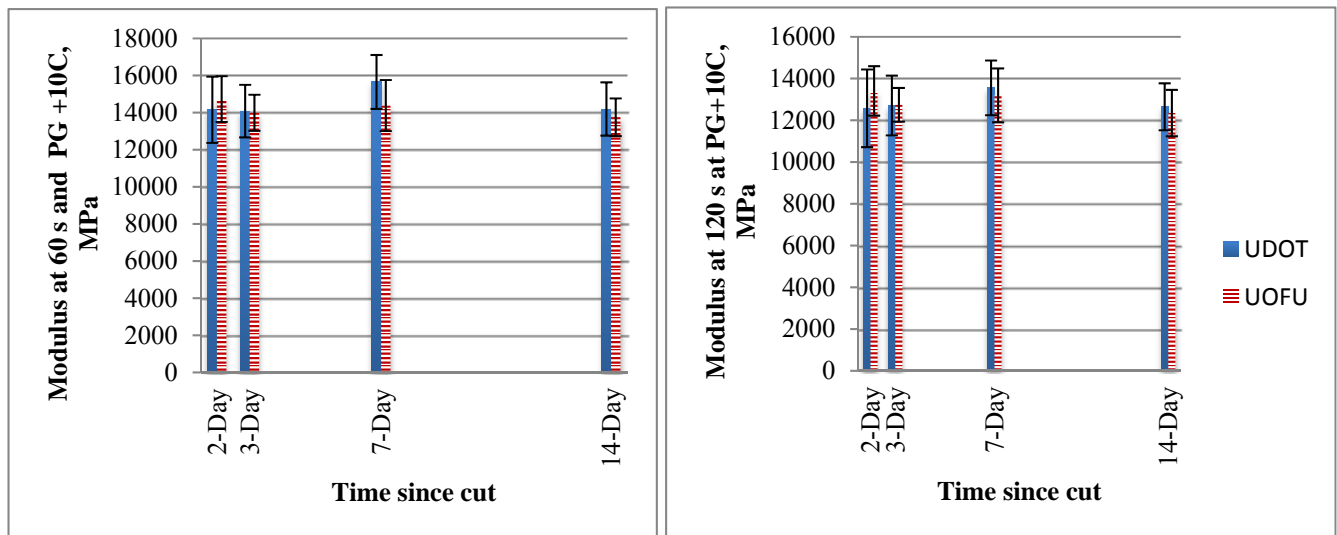 Modulus at 60 s and PG +10C,
MPa
18000
16000
14000
12000
10000
8000
6000
4000
2000
0
2-Day
3-Day
7-Day
14-Day
Time since cut
Modulus at 120 s at PG+10C,
MPa
16000
14000
12000
10000
8000
6000
4000
2000
0
2-Day
3-Day
7-Day
14-Day
Time since cut
UDOT
UOFU